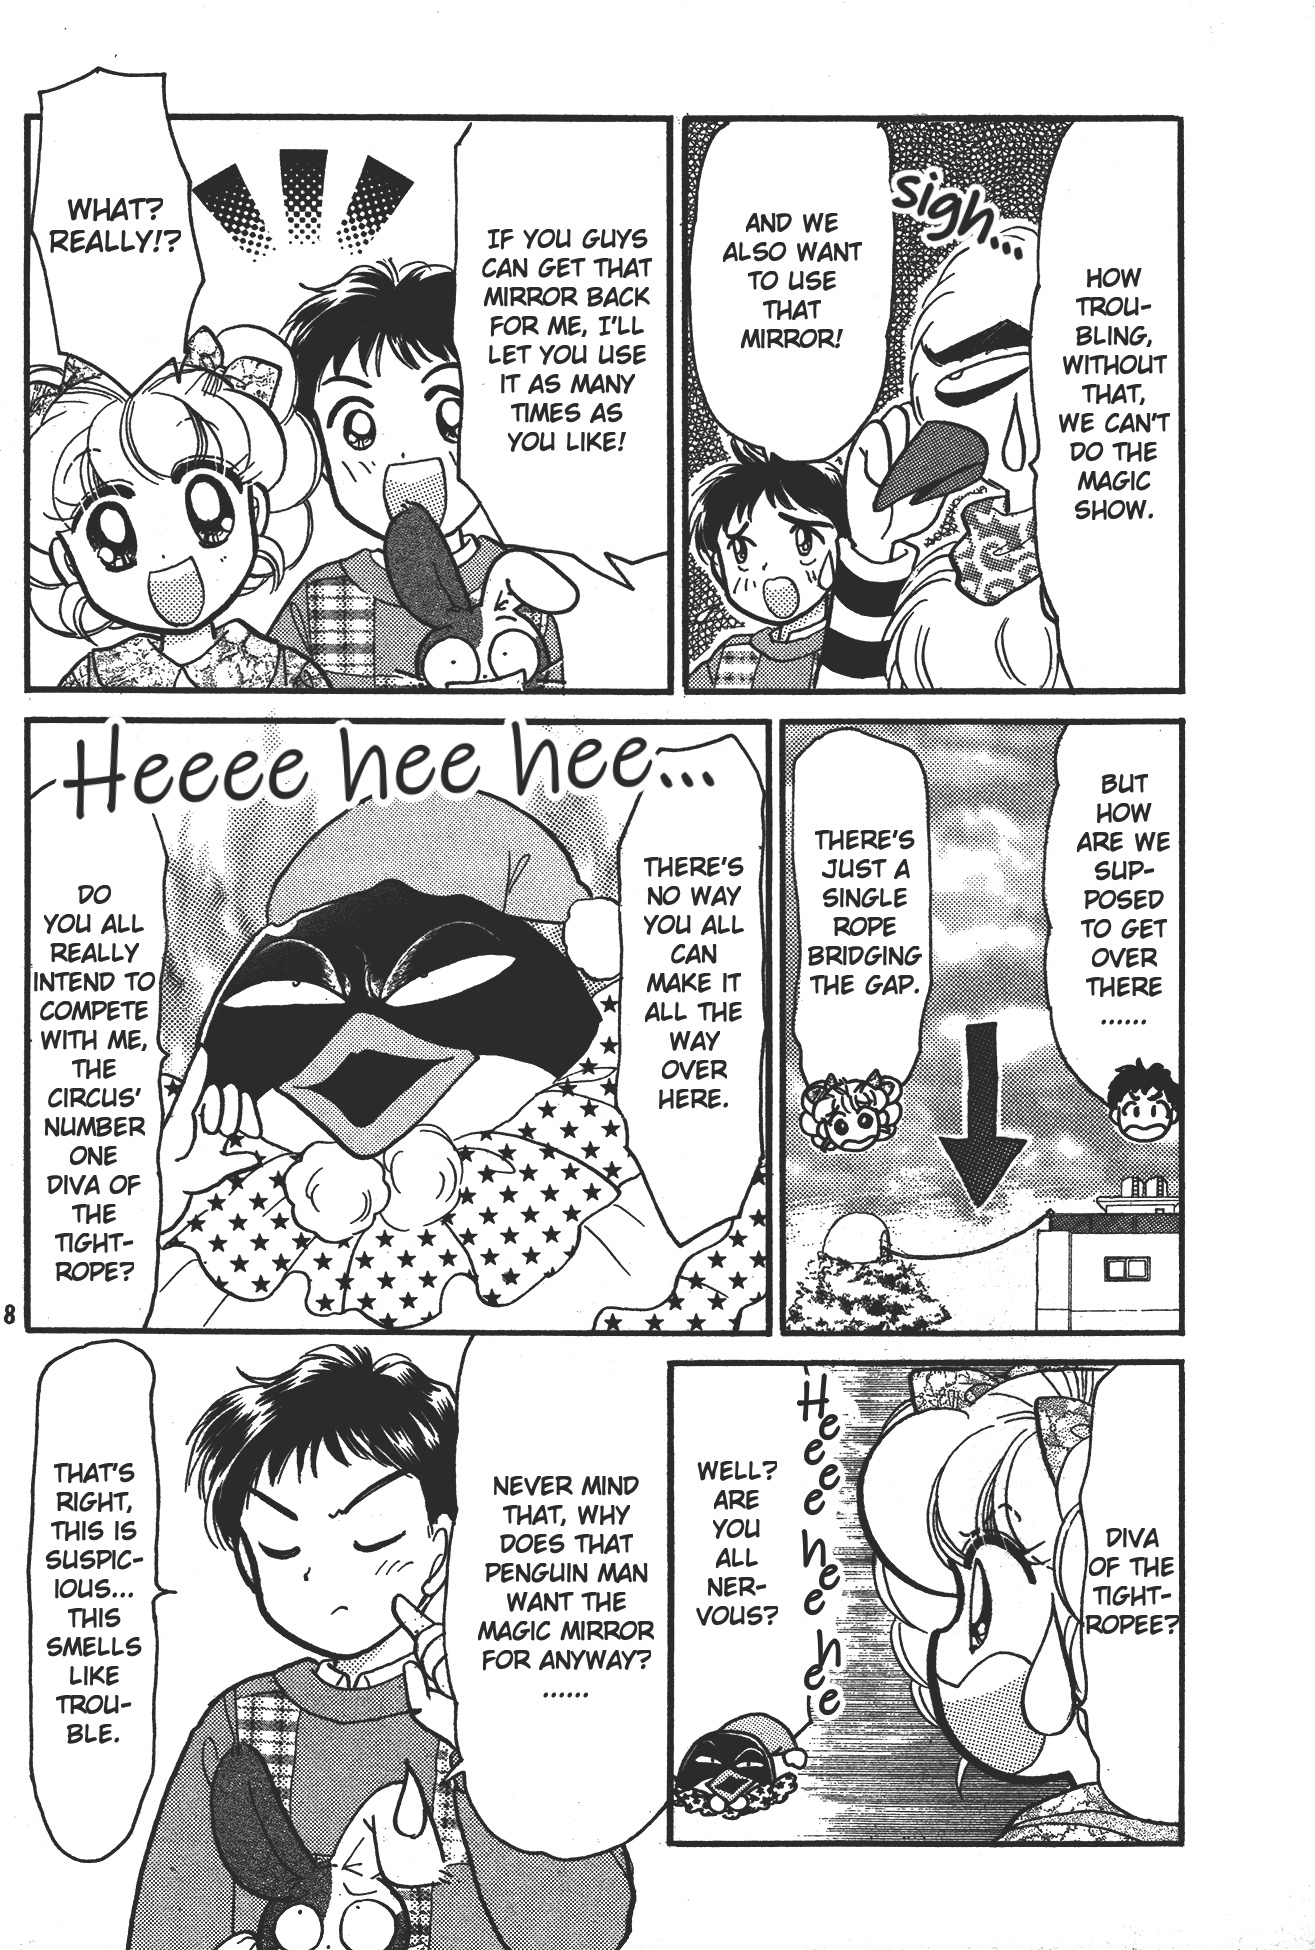 HOW
TROU-
BLING,
WITHOUT
THAT,
WE CAN'T
DO THE
MAGIC
SHOW.
sigh...
AND WE
ALSO WANT
TO USE
THAT
MIRROR!
IF YOU GUYS
CAN GET THAT
MIRROR BACK
FOR ME, I'LL
LET YOU USE
IT AS MANY
TIMES AS
YOU LIKE!
WHAT?
REALLY!?
BUT
HOW
ARE WE
SUP-
POSED
TO GET
OVER
THERE
......
THERE'S
JUST A
SINGLE
ROPE
BRIDGING
THE GAP.
Heeee hee hee...
THERE'S
NO WAY
YOU ALL
CAN
MAKE IT
ALL THE
WAY
OVER
HERE.
DO
YOU ALL
REALLY
INTEND TO
COMPETE
WITH ME,
THE
CIRCUS'
NUMBER
ONE
DIVA OF
THE
TIGHT-
ROPE?
8
DIVA
OF THE
TIGHT-
ROPEE?
Heeee hee hee
WELL?
ARE
YOU
ALL
NER-
VOUS?
NEVER MIND
THAT, WHY
DOES THAT
PENGUIN MAN
WANT THE
MAGIC MIRROR
FOR ANYWAY?
......
THAT'S
RIGHT,
THIS IS
SUSPIC-
IOUS...
THIS
SMELLS
LIKE
TROU-
BLE.